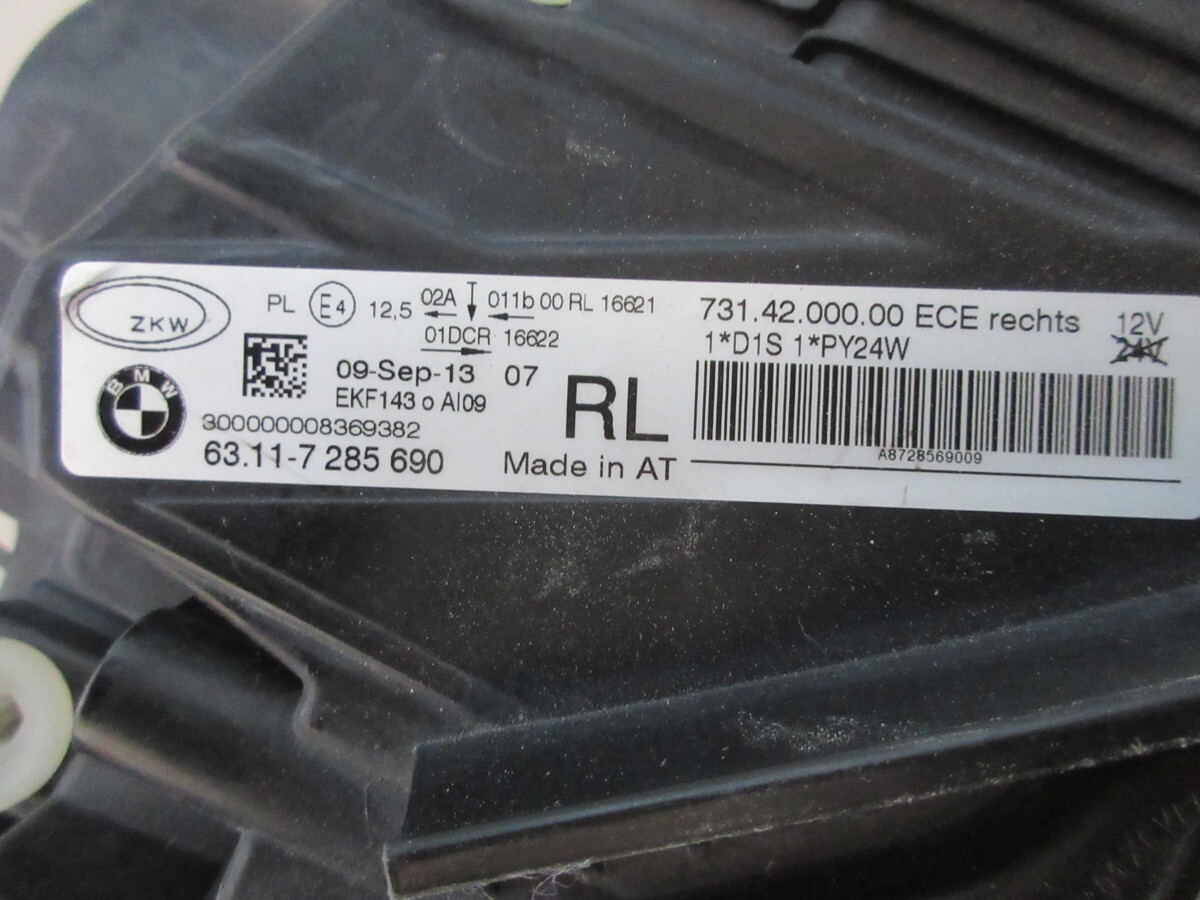 ZKW
PL E4 12,5 02A 011b 00 RL 16621
01DCR 16622
09-Sep-13 07
EKF143 o AI09
BMW
300000008369382
63.11-7 285 690
RL
Made in AT
731.42.000.00 ECE rechts
1*D1S 1*PY24W
12V
24V
A8728569009